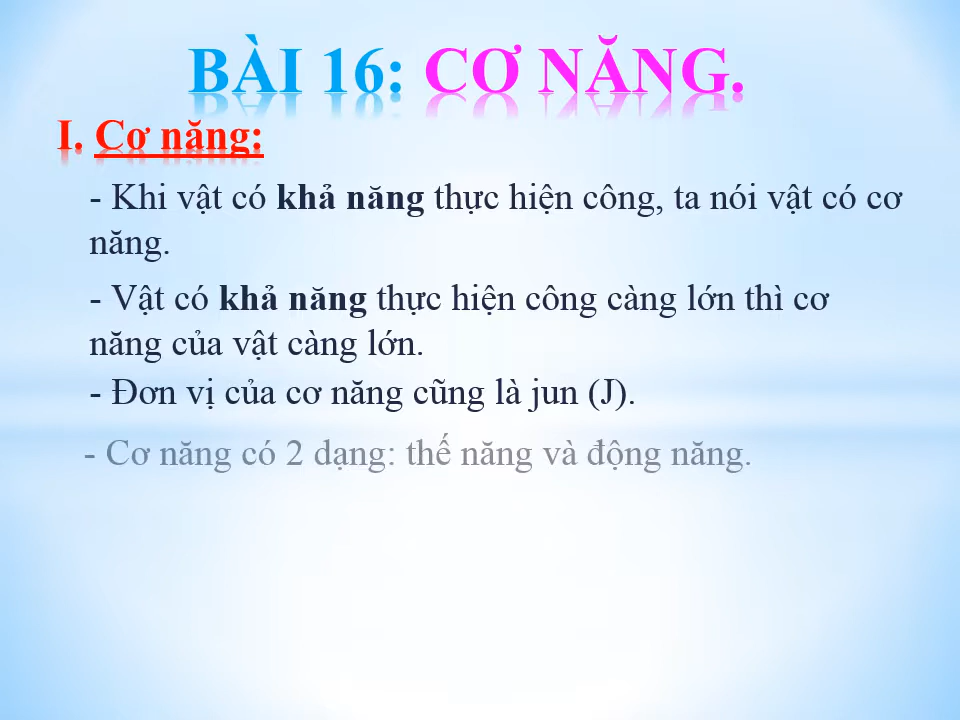 BÀI 16: CƠ NĂNG.
I. Cơ năng:
- Khi vật có khả năng thực hiện công, ta nói vật có cơ
năng.
- Vật có khả năng thực hiện công càng lớn thì cơ
năng của vật càng lớn.
- Đơn vị của cơ năng cũng là jun (J).
- Cơ năng có 2 dạng: thế năng và động năng.